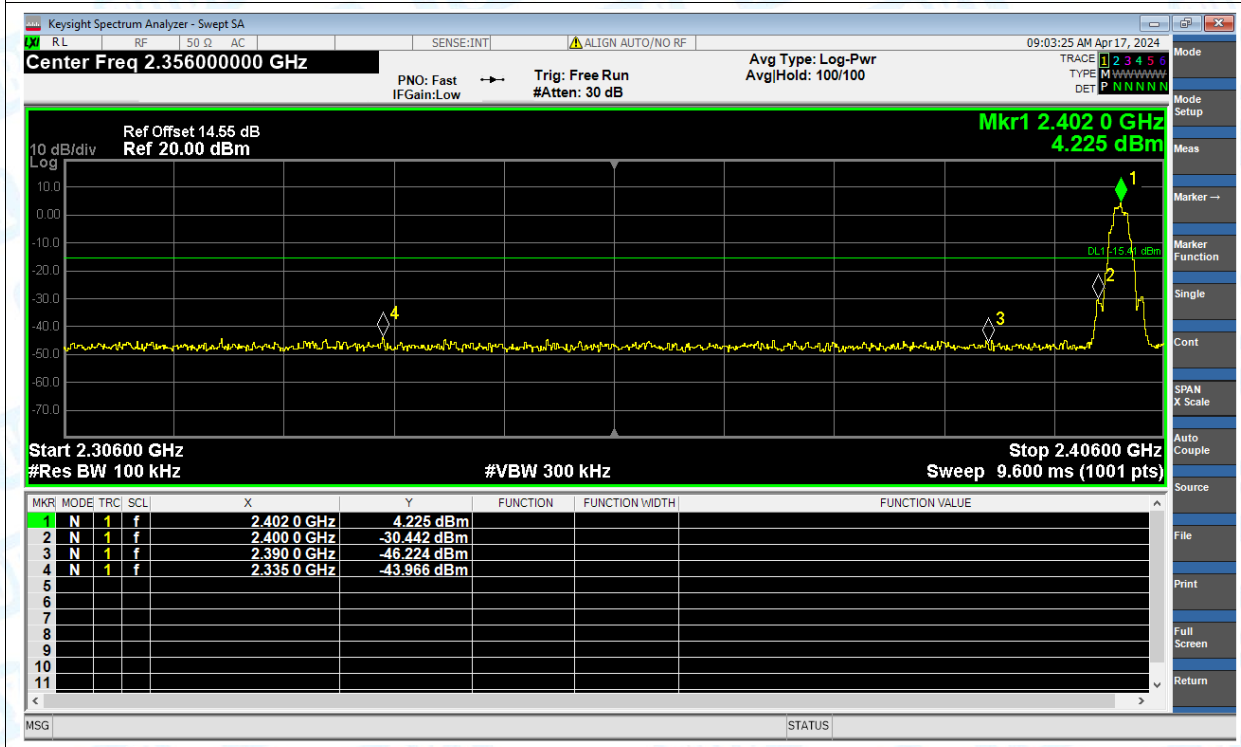 Keysight Spectrum Analyzer - Swept SA
LXI RL RF 50 Ω AC SENSE:INT ALIGN AUTO/NO RF 09:03:25 AM Apr 17, 2024
Center Freq 2.356000000 GHz
PNO: Fast
IFGain:Low
Trig: Free Run
#Atten: 30 dB
Avg Type: Log-Pwr
Avg|Hold: 100/100
TRACE 1 2 3 4 5 6
TYPE M WWWWW
DET P N N N N N
Ref Offset 14.55 dB
10 dB/div Ref 20.00 dBm
Log
Mkr1 2.402 0 GHz
4.225 dBm
10.0
0.00
-10.0
-20.0
-30.0
-40.0
-50.0
-60.0
-70.0
1
DL1 -15.41 dBm
2
3
4
Start 2.30600 GHz Stop 2.40600 GHz
#Res BW 100 kHz #VBW 300 kHz Sweep 9.600 ms (1001 pts)
MKR MODE TRC SCL X Y FUNCTION FUNCTION WIDTH FUNCTION VALUE
1 N 1 f 2.402 0 GHz 4.225 dBm
2 N 1 f 2.400 0 GHz -30.442 dBm
3 N 1 f 2.390 0 GHz -46.224 dBm
4 N 1 f 2.335 0 GHz -43.966 dBm
5
6
7
8
9
10
11
MSG STATUS
Mode
Mode
Setup
Meas
Marker →
Marker
Function
Single
Cont
SPAN
X Scale
Auto
Couple
Source
File
Print
Full
Screen
Return